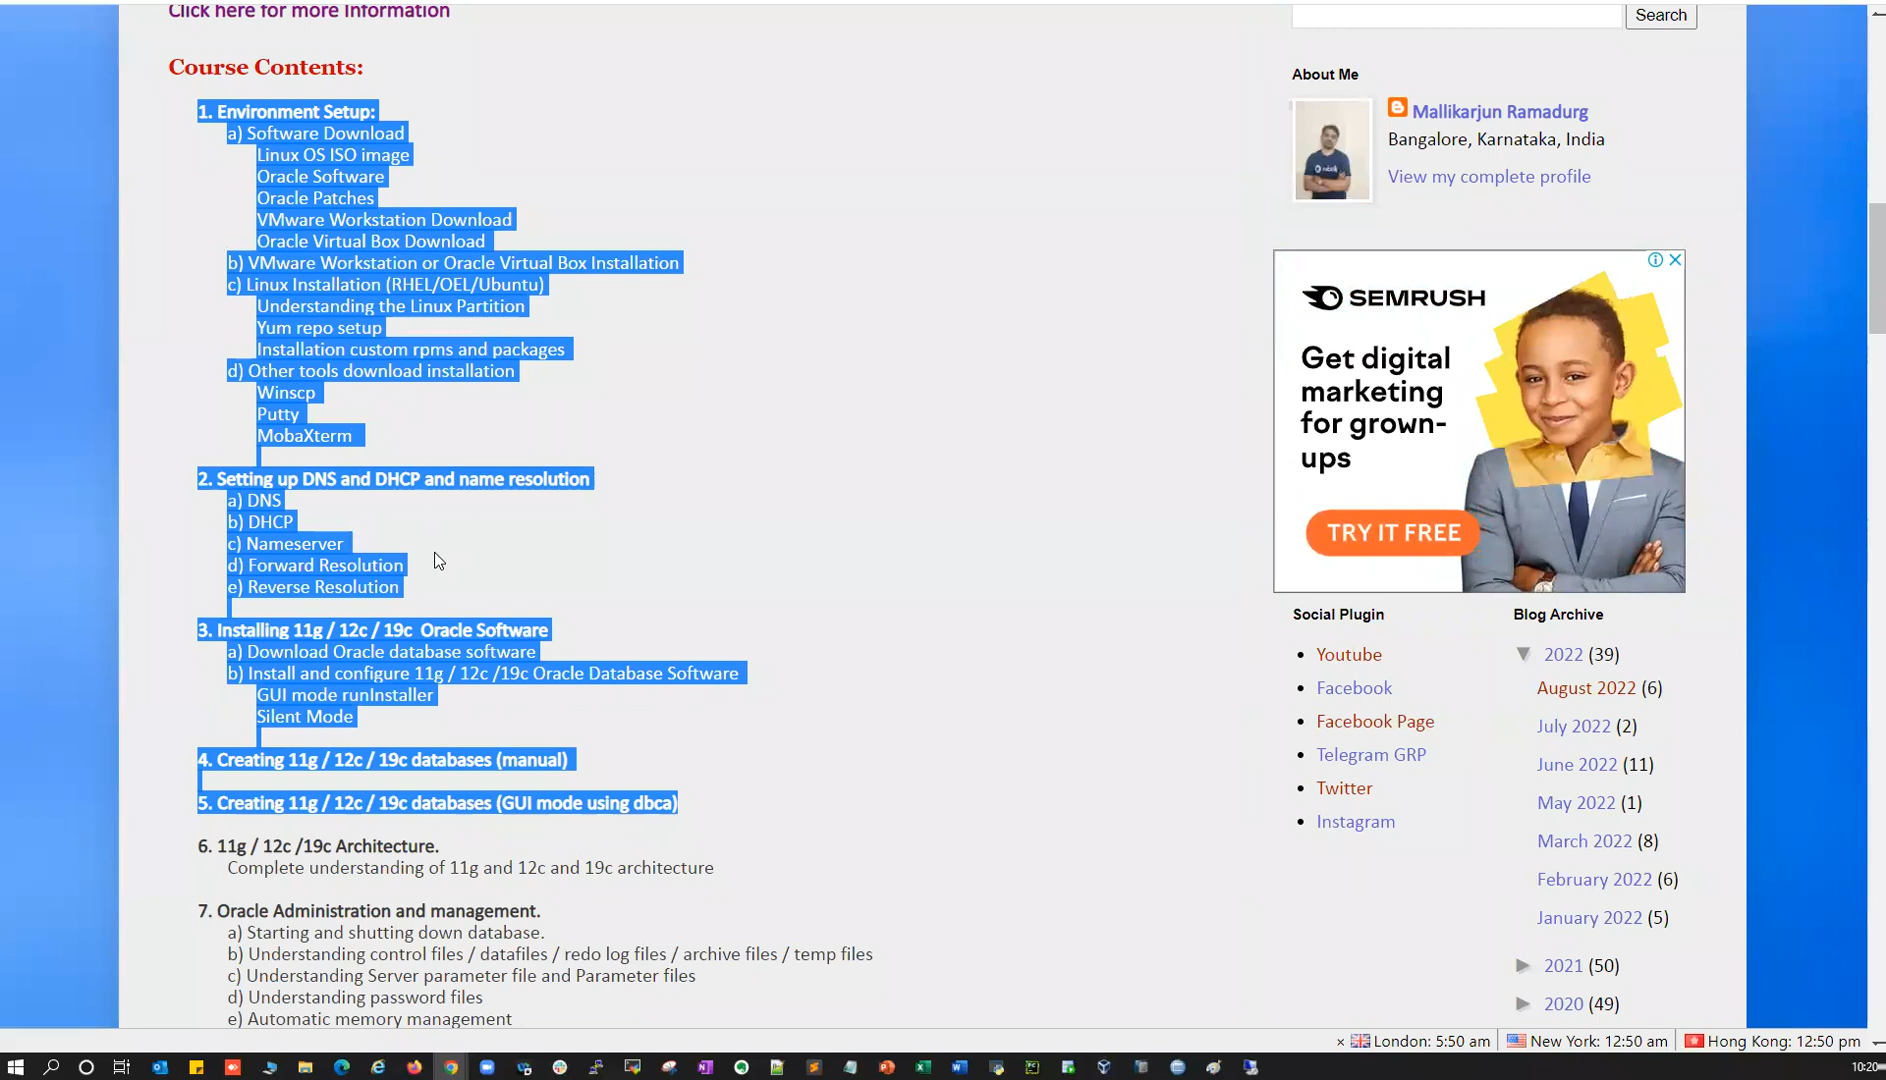 Click here for more Information
Course Contents:
1. Environment Setup:
a) Software Download
Linux OS ISO image
Oracle Software
Oracle Patches
VMware Workstation Download
Oracle Virtual Box Download
b) VMware Workstation or Oracle Virtual Box Installation
c) Linux Installation (RHEL/OEL/Ubuntu)
Understanding the Linux Partition
Yum repo setup
Installation custom rpms and packages
d) Other tools download installation
Winscp
Putty
MobaXterm
2. Setting up DNS and DHCP and name resolution
a) DNS
b) DHCP
c) Nameserver
d) Forward Resolution
e) Reverse Resolution
3. Installing 11g / 12c / 19c  Oracle Software
a) Download Oracle database software
b) Install and configure 11g / 12c /19c Oracle Database Software
GUI mode runInstaller
Silent Mode
4. Creating 11g / 12c / 19c databases (manual)
5. Creating 11g / 12c / 19c databases (GUI mode using dbca)
6. 11g / 12c /19c Architecture.
Complete understanding of 11g and 12c and 19c architecture
7. Oracle Administration and management.
a) Starting and shutting down database.
b) Understanding control files / datafiles / redo log files / archive files / temp files
c) Understanding Server parameter file and Parameter files
d) Understanding password files
e) Automatic memory management
Search
About Me
Mallikarjun Ramadurg
Bangalore, Karnataka, India
View my complete profile
SEMRUSH
Get digital
marketing
for grown-
ups
TRY IT FREE
Social Plugin
Youtube
Facebook
Facebook Page
Telegram GRP
Twitter
Instagram
Blog Archive
2022 (39)
August 2022 (6)
July 2022 (2)
June 2022 (11)
May 2022 (1)
March 2022 (8)
February 2022 (6)
January 2022 (5)
2021 (50)
2020 (49)
London: 5:50 am
New York: 12:50 am
Hong Kong: 12:50 pm
10:20